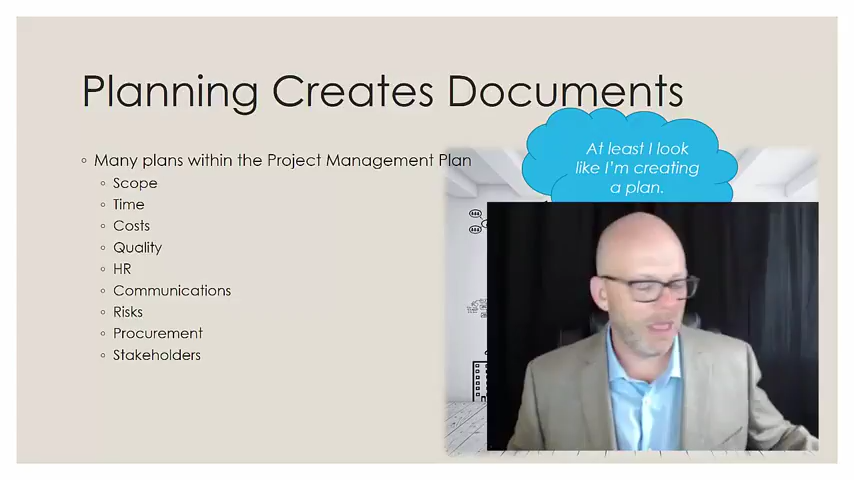 Planning Creates Documents
Many plans within the Project Management Plan
Scope
Time
Costs
Quality
HR
Communications
Risks
Procurement
Stakeholders
At least I look
like I'm creating
a plan.